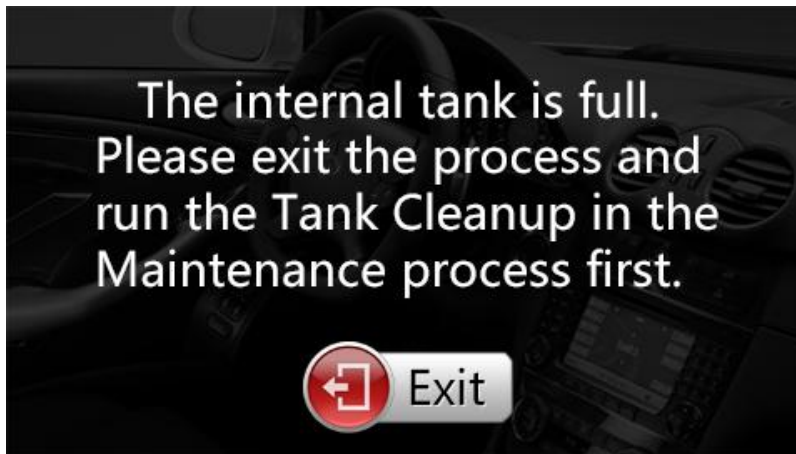 The internal tank is full.
Please exit the process and
run the Tank Cleanup in the
Maintenance process first.
Exit